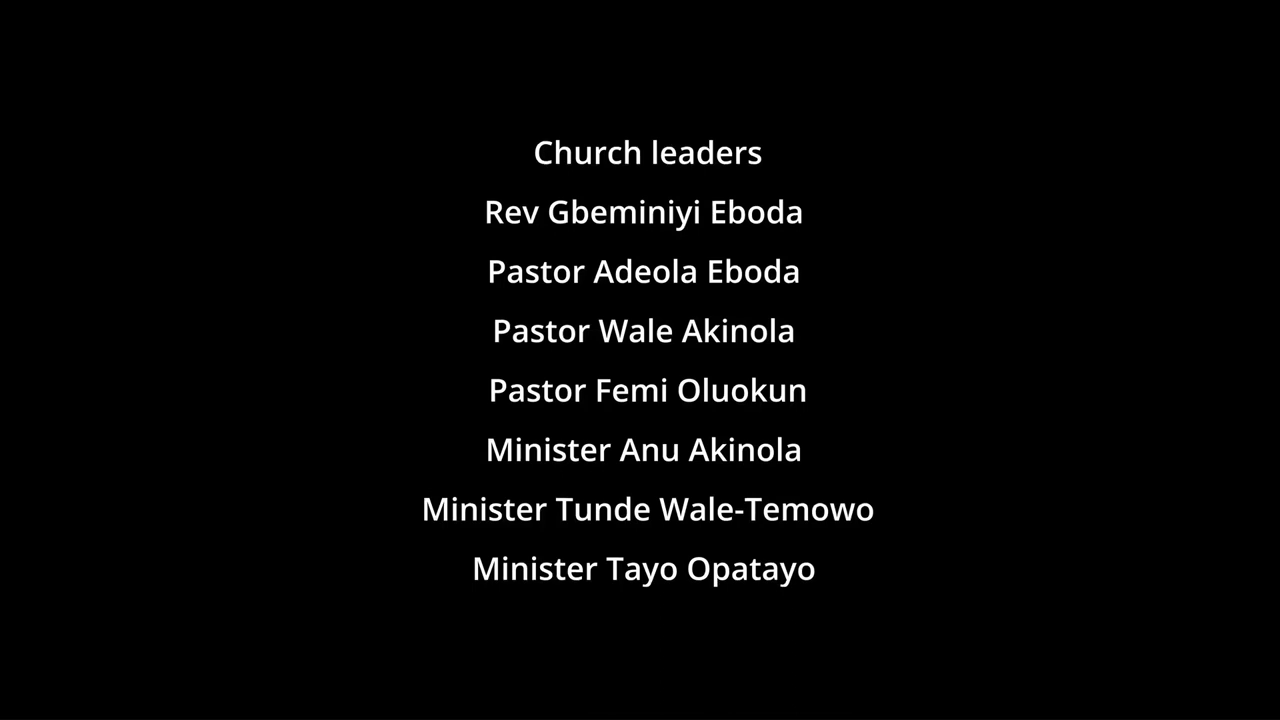 Church leaders
Rev Gbeminiyi Eboda
Pastor Adeola Eboda
Pastor Wale Akinola
Pastor Femi Oluokun
Minister Anu Akinola
Minister Tunde Wale-Temowo
Minister Tayo Opatayo